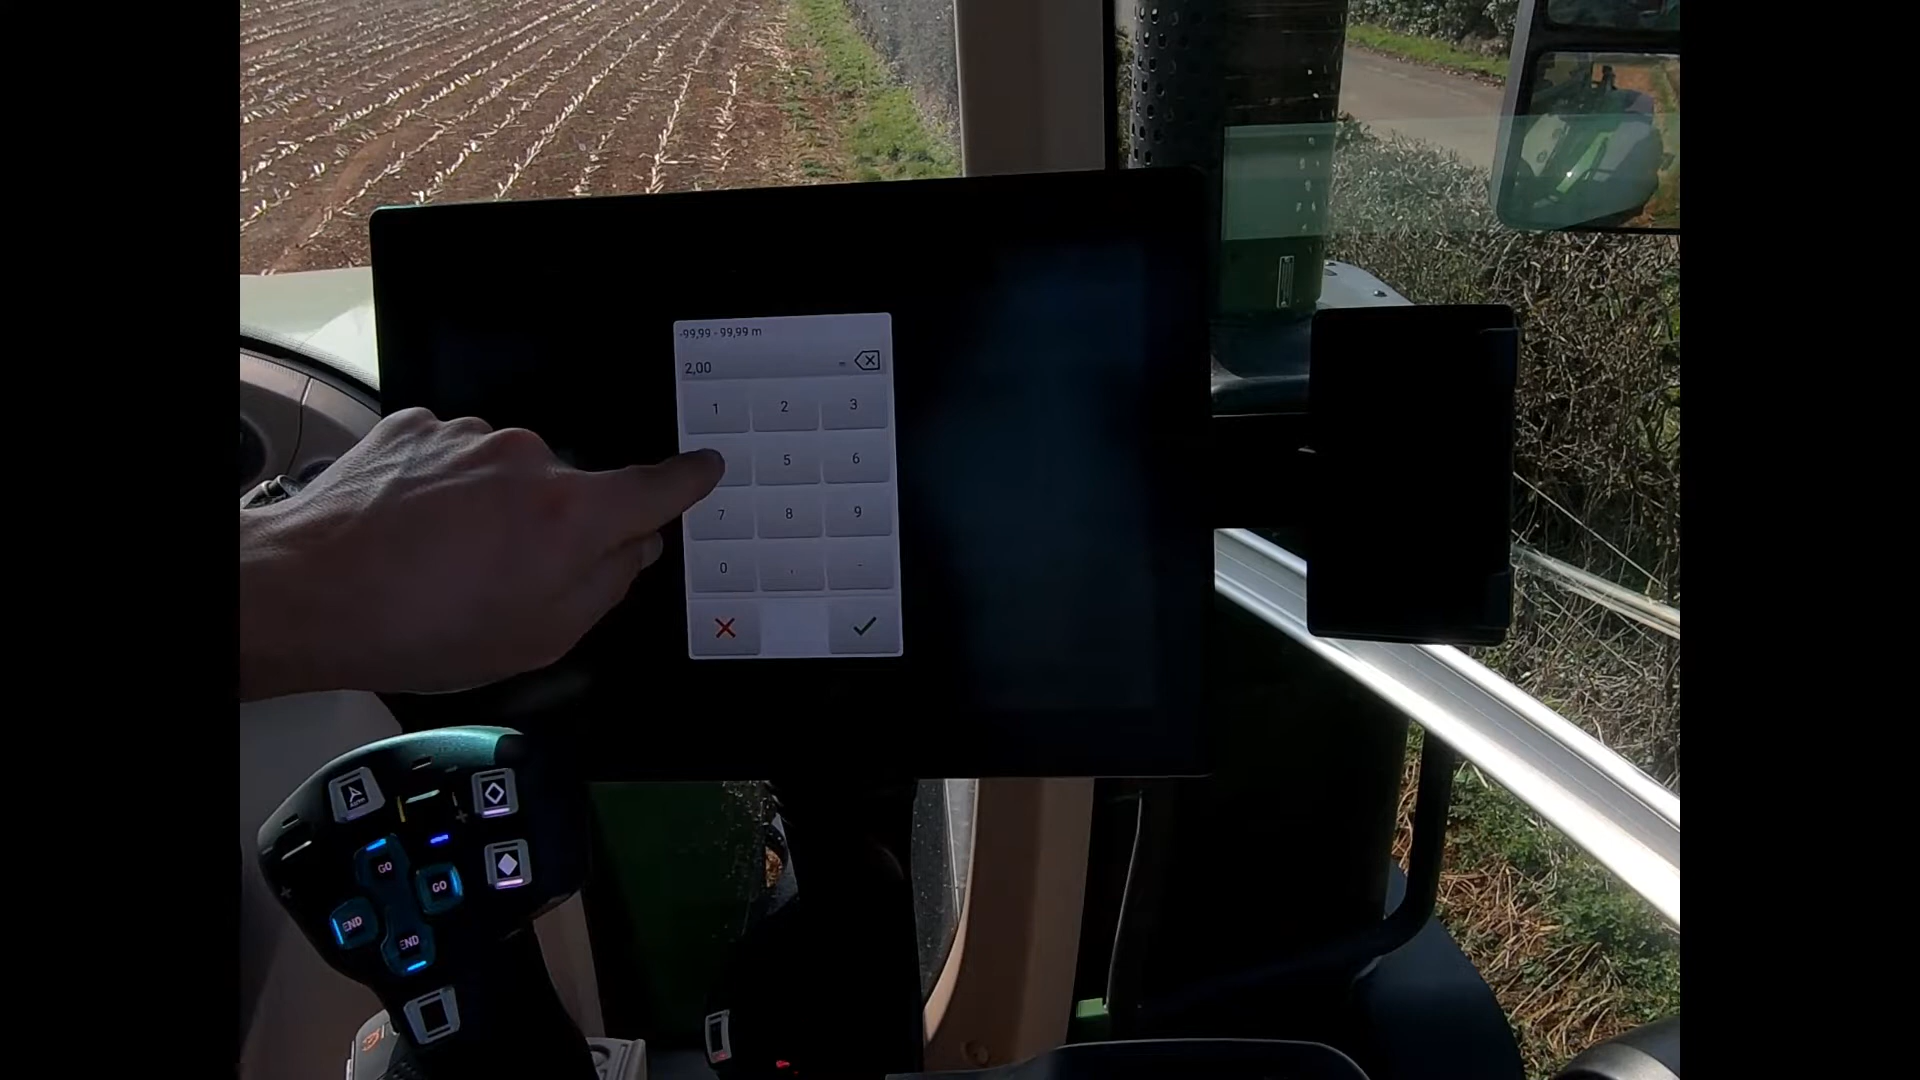 -99,99 - 99,99 m
2,00
1 2 3
5 6
7 8 9
0 , -
GO
GO
END
END